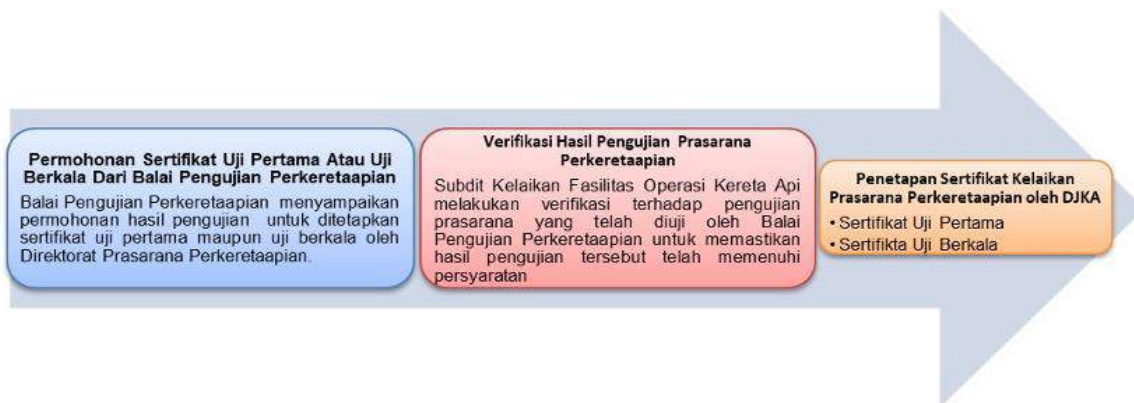 Permohonan Sertifikat Uji Pertama Atau Uji
Berkala Dari Balai Pengujian Perkeretaapian
Balai Pengujian Perkeretaapian menyampaikan
permohonan hasil pengujian untuk ditetapkan
sertifikat uji pertama maupun uji berkala oleh
Direktorat Prasarana Perkeretaapian.
Verifikasi Hasil Pengujian Prasarana
Perkeretaapian
Subdit Kelaikan Fasilitas Operasi Kereta Api
melakukan verifikasi terhadap pengujian
prasarana yang telah diuji oleh Balai
Pengujian Perkeretaapian untuk memastikan
hasil pengujian tersebut telah memenuhi
persyaratan
Penetapan Sertifikat Kelaikan
Prasarana Perkeretaapian oleh DJKA
• Sertifikat Uji Pertama
• Sertifikta Uji Berkala